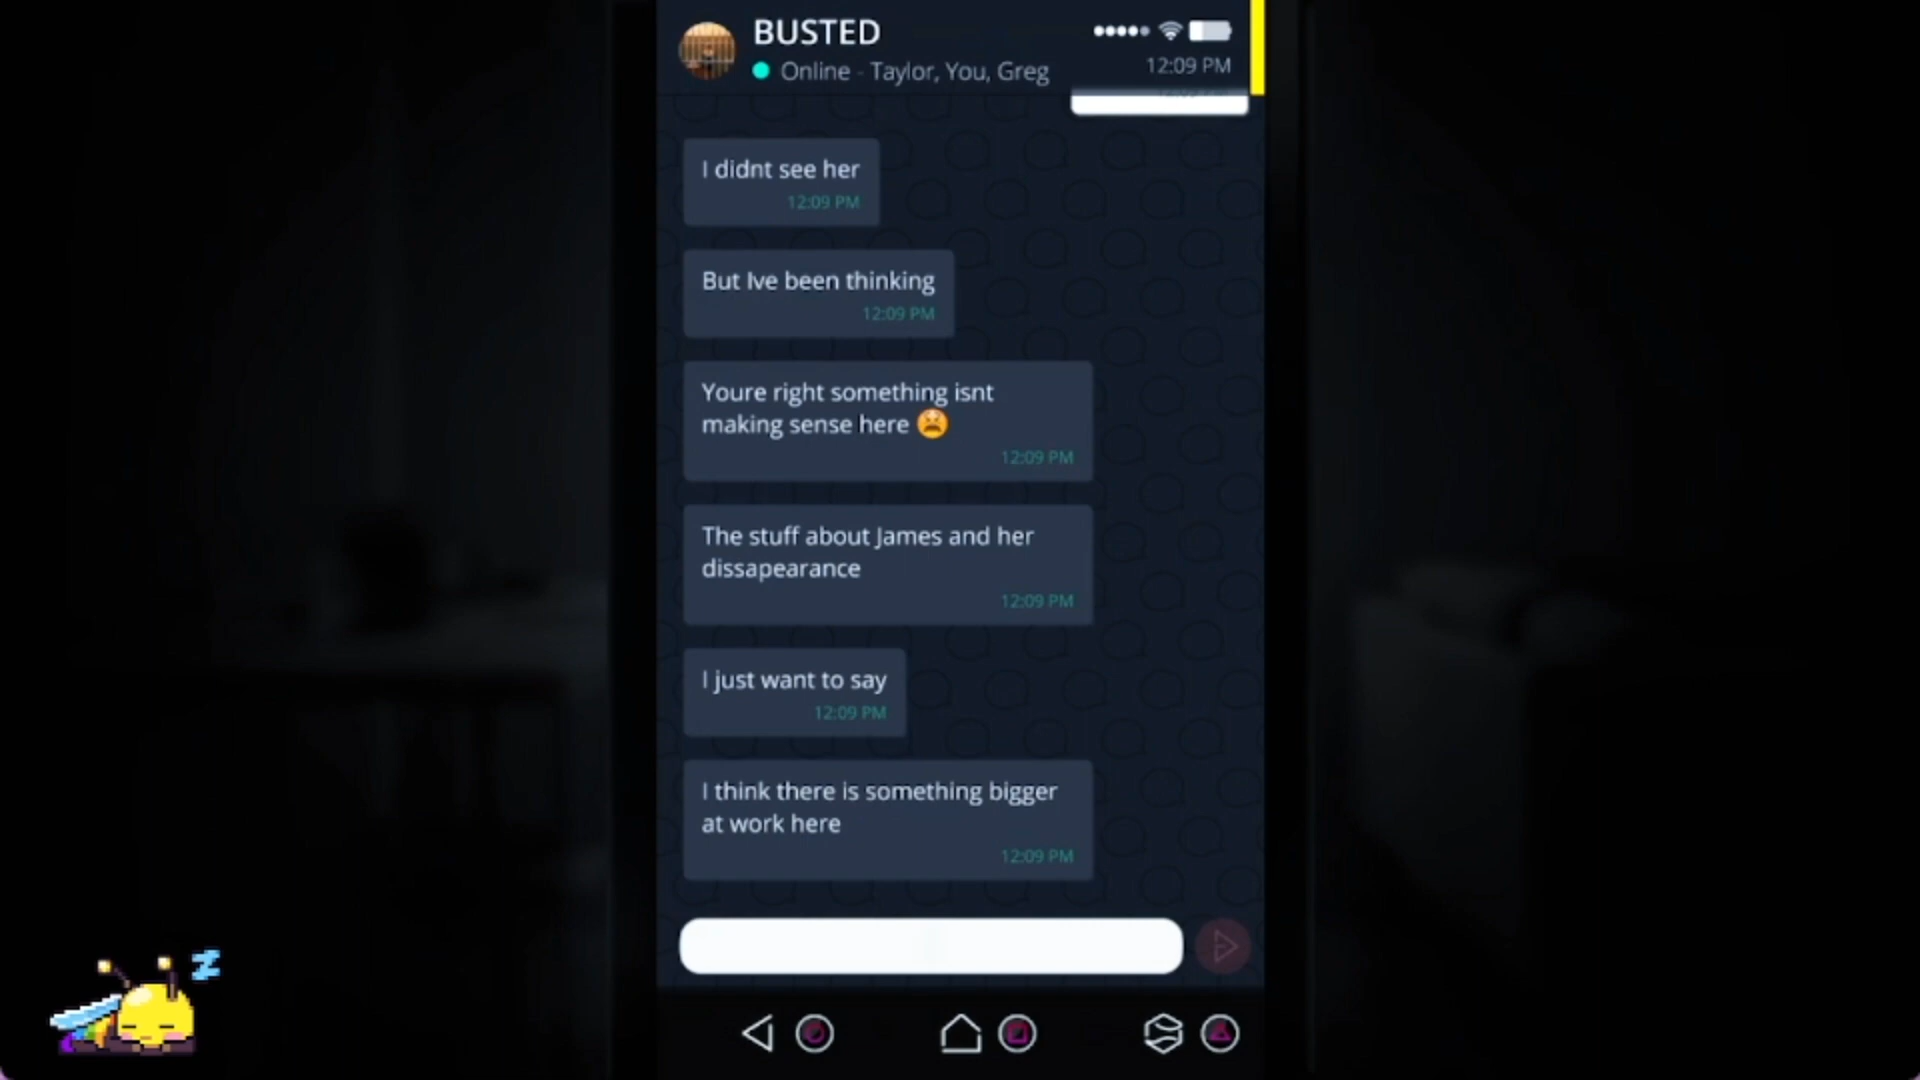 BUSTED
Online - Taylor, You, Greg
12:09 PM
I didnt see her
12:09 PM
But Ive been thinking
12:09 PM
Youre right something isnt
making sense here 😫
12:09 PM
The stuff about James and her
dissapearance
12:09 PM
I just want to say
12:09 PM
I think there is something bigger
at work here
12:09 PM
z